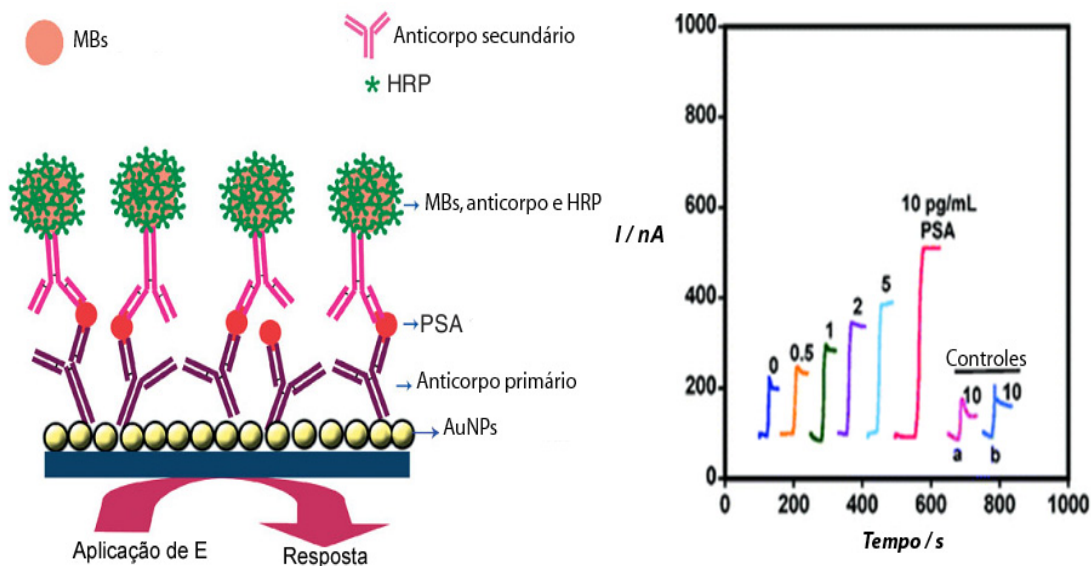 MBs
Anticorpo secundário
HRP
MBs, anticorpo e HRP
PSA
Anticorpo primário
AuNPs
Aplicação de E
Resposta
I / nA
1000
800
600
400
200
0
0
0.5
1
2
5
10 pg/mL
PSA
Controles
10
10
a
b
0
200
400
600
800
1000
Tempo / s